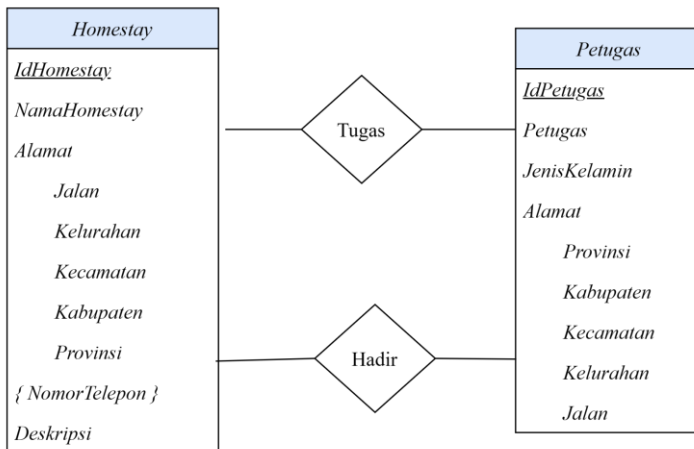 Homestay
IdHomestay
NamaHomestay
Alamat
Jalan
Kelurahan
Kecamatan
Kabupaten
Provinsi
{ NomorTelepon }
Deskripsi
Tugas
Hadir
Petugas
IdPetugas
Petugas
JenisKelamin
Alamat
Provinsi
Kabupaten
Kecamatan
Kelurahan
Jalan